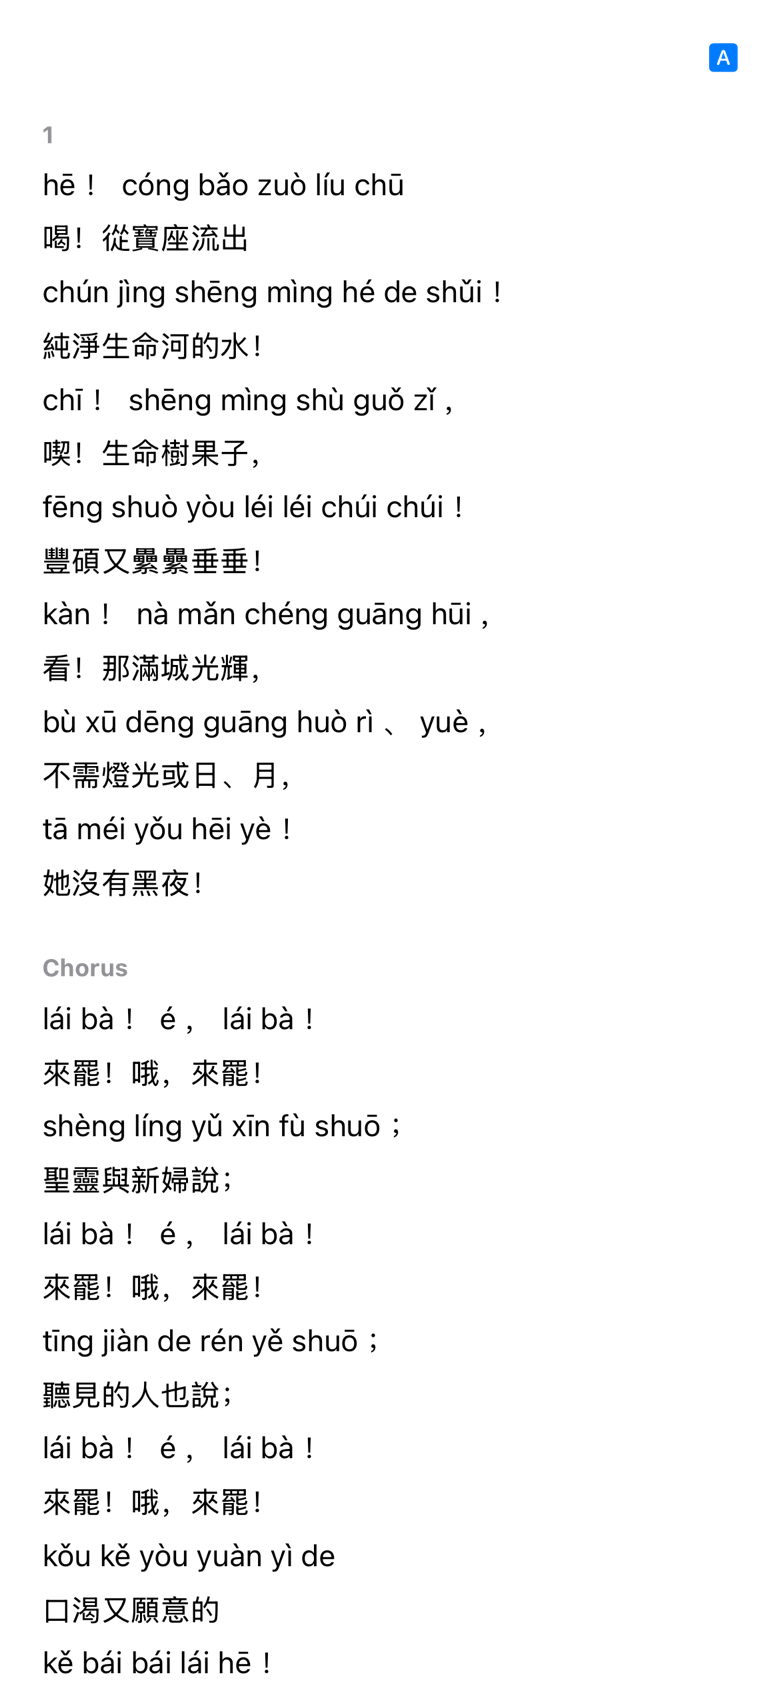 A
1
hē！ cóng bǎo zuò líu chū
喝！從寶座流出
chún jìng shēng mìng hé de shǔi！
純淨生命河的水！
chī！ shēng mìng shù guǒ zǐ，
喫！生命樹果子，
fēng shuò yòu léi léi chúi chúi！
豐碩又纍纍垂垂！
kàn！ nà mǎn chéng guāng hūi，
看！那滿城光輝，
bù xū dēng guāng huò rì 、 yuè，
不需燈光或日、月，
tā méi yǒu hēi yè！
她沒有黑夜！
Chorus
lái bà！ é， lái bà！
來罷！哦，來罷！
shèng líng yǔ xīn fù shuō；
聖靈與新婦說；
lái bà！ é， lái bà！
來罷！哦，來罷！
tīng jiàn de rén yě shuō；
聽見的人也說；
lái bà！ é， lái bà！
來罷！哦，來罷！
kǒu kě yòu yuàn yì de
口渴又願意的
kě bái bái lái hē！